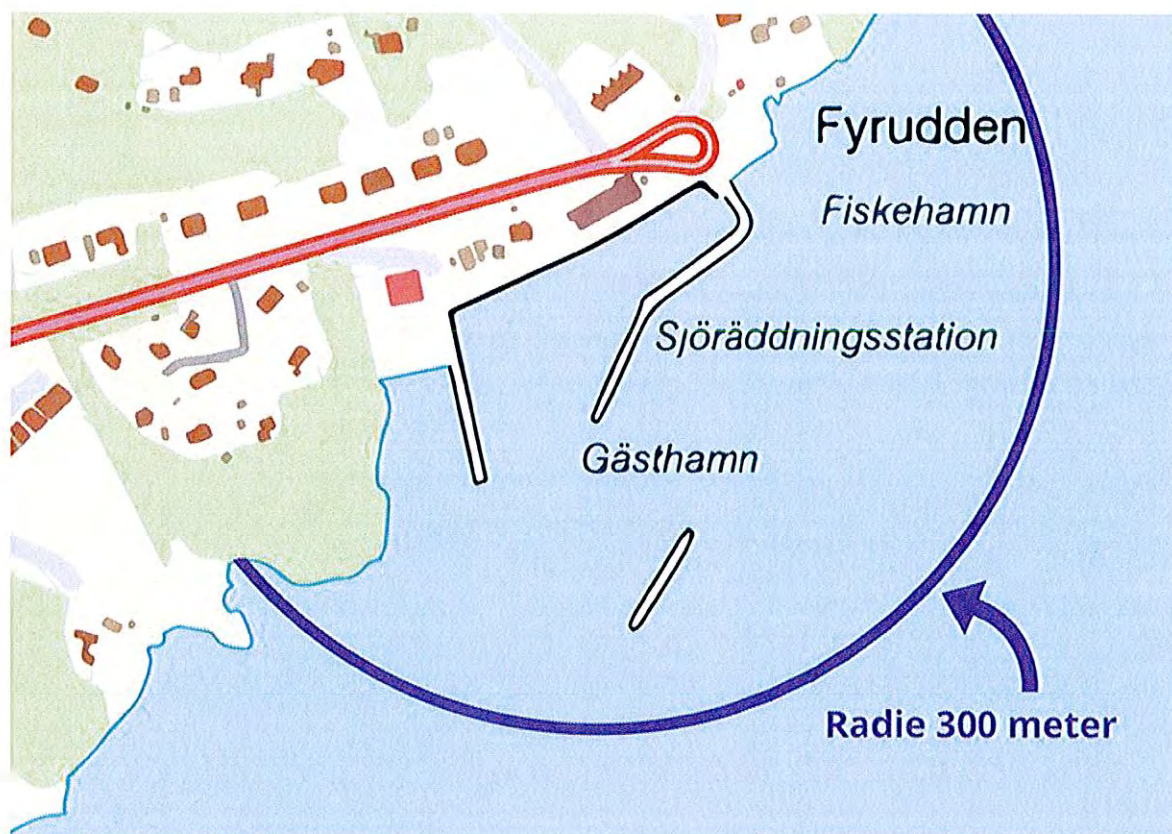 Fyrudden
Fiskehamn
Sjöräddningsstation
Gästhamn
Radie 300 meter